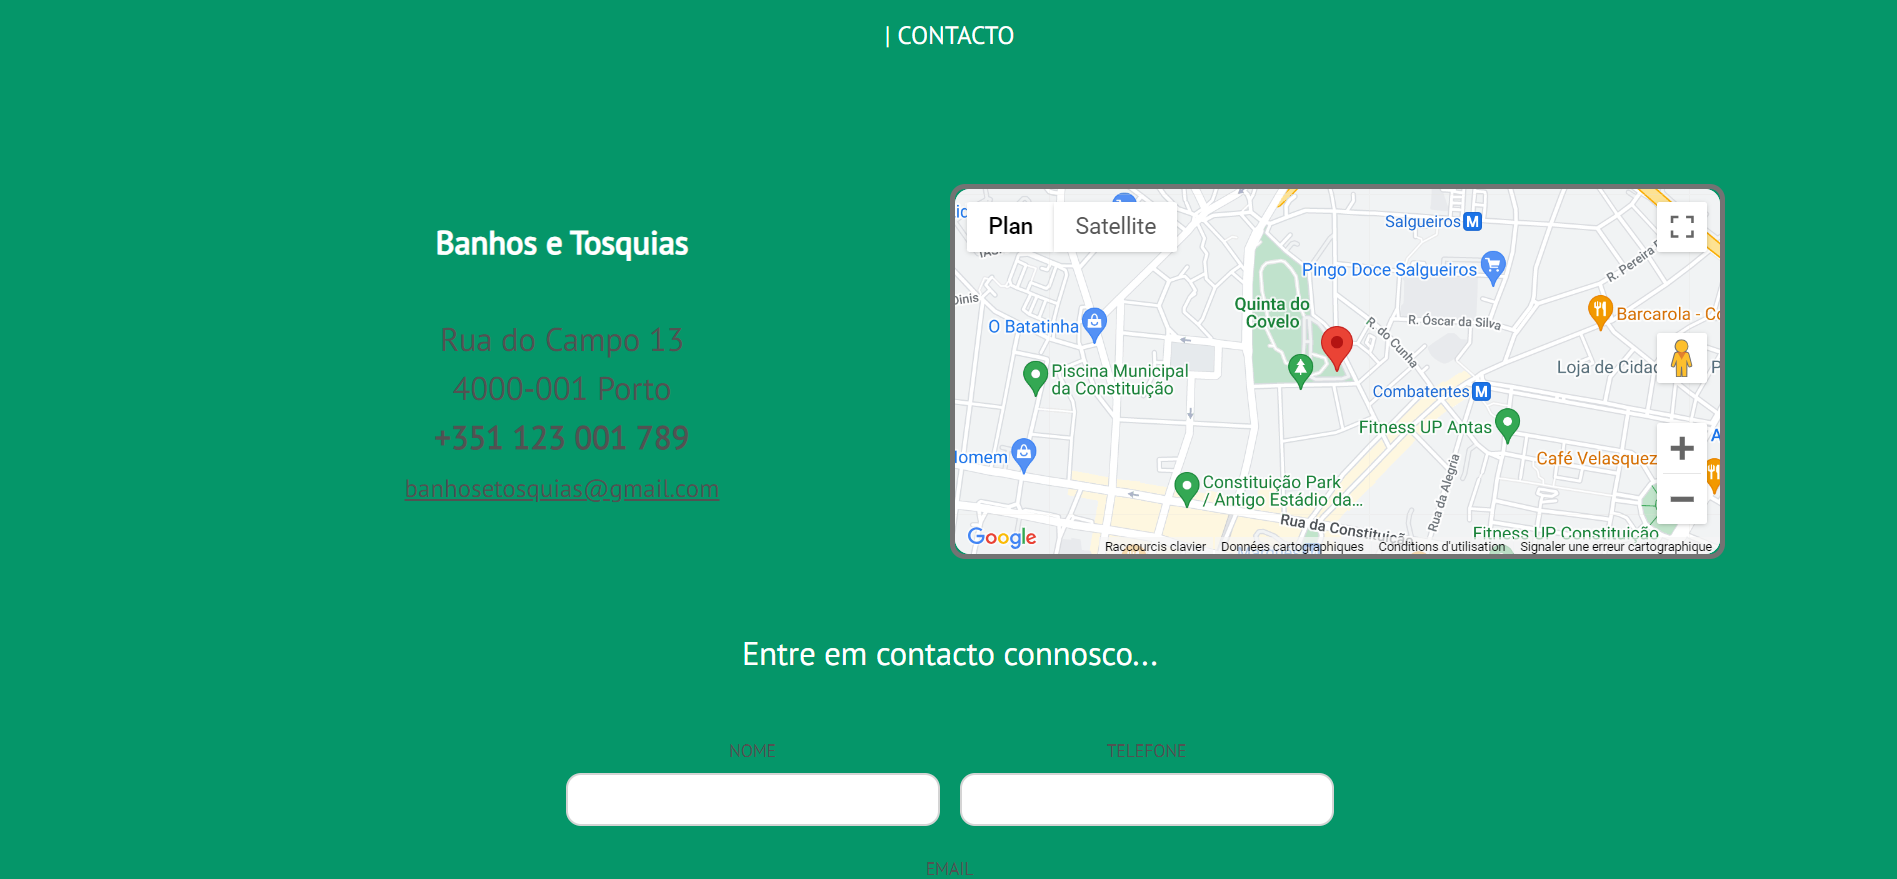 | CONTACTO
Banhos e Tosquias
Rua do Campo 13
4000-001 Porto
+351 123 001 789
banhosetosquias@gmail.com
Plan
Satellite
Salgueiros M
Pingo Doce Salgueiros
R. Pereira
Dinis
Quinta do
Covelo
O Batatinha
R. do Cunha
R. Óscar da Silva
Barcarola - Co
Piscina Municipal
da Constituição
Loja de Cidad
P
Combatentes M
Fitness UP Antas
Homem
Café Velasquez
A
Constituição Park
/ Antigo Estádio da...
Rua da Alegria
Rua da Constituição
Fitness UP Constituição
Google
Raccourcis clavier
Données cartographiques
Conditions d'utilisation
Signaler une erreur cartographique
Entre em contacto connosco...
NOME
TELEFONE
EMAIL